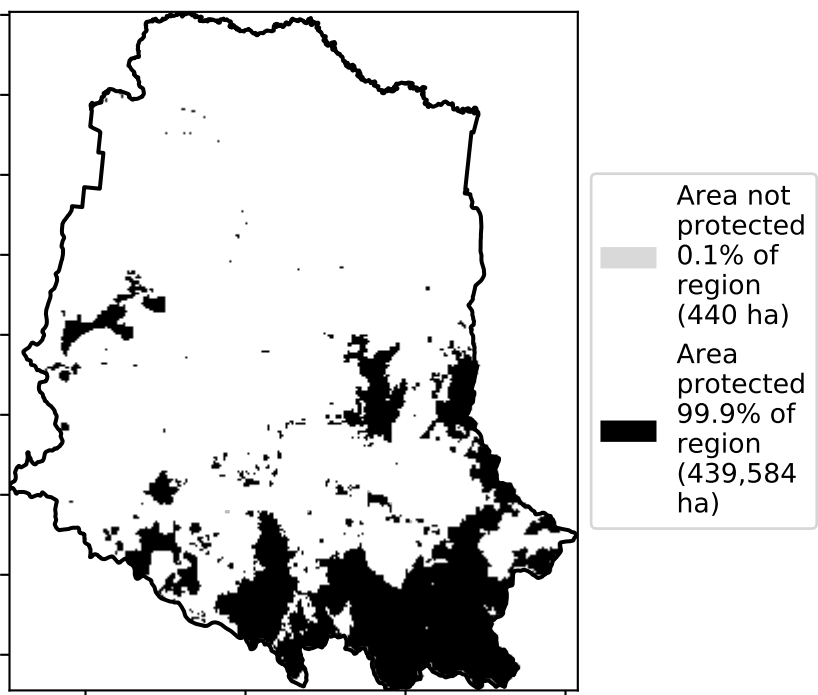 Area not
protected
0.1% of
region
(440 ha)
Area
protected
99.9% of
region
(439,584
ha)